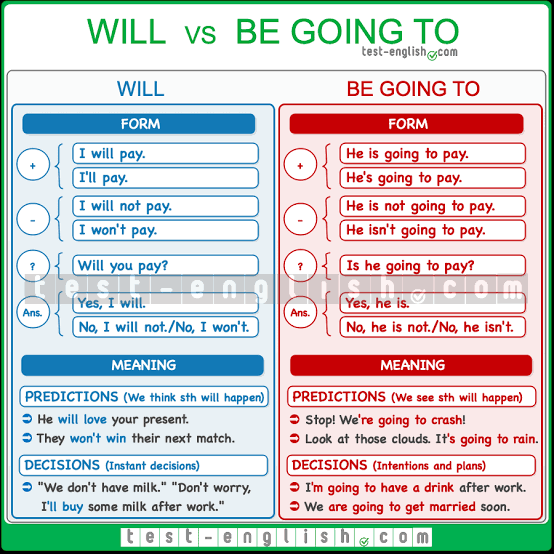 WILL vs BE GOING TO
test-english.com
WILL
FORM
+
I will pay.
I'll pay.
-
I will not pay.
I won't pay.
?
Will you pay?
Ans.
Yes, I will.
No, I will not./No, I won't.
MEANING
PREDICTIONS (We think sth will happen)
He will love your present.
They won't win their next match.
DECISIONS (Instant decisions)
"We don't have milk." "Don't worry,
I'll buy some milk after work."
BE GOING TO
FORM
+
He is going to pay.
He's going to pay.
-
He is not going to pay.
He isn't going to pay.
?
Is he going to pay?
Ans.
Yes, he is.
No, he is not./No, he isn't.
MEANING
PREDICTIONS (We see sth will happen)
Stop! We're going to crash!
Look at those clouds. It's going to rain.
DECISIONS (Intentions and plans)
I'm going to have a drink after work.
We are going to get married soon.
test-english.com
test-english.com